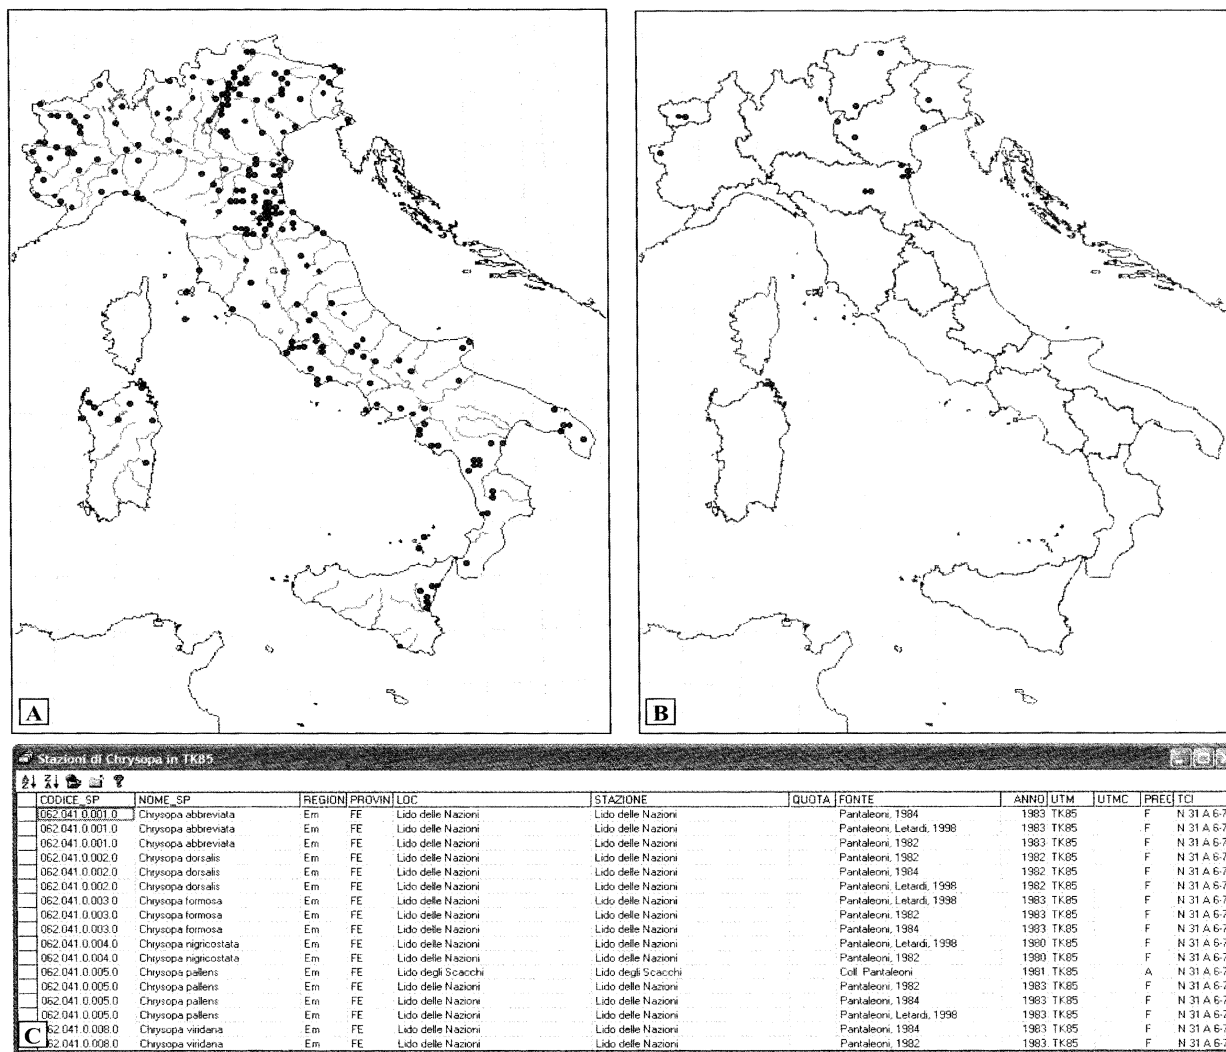 A
B
Stazioni di Chrysopa in TK85
CODICE_SP NOME_SP REGION PROVIN LOC STAZIONE QUOTA FONTE ANNO UTM UTMC PREC TCI
062.041.0.001.0 Chrysopa abbreviata Em FE Lido delle Nazioni Lido delle Nazioni Pantaleoni, 1984 1983 TK85 F N 31 A 6-7
062.041.0.001.0 Chrysopa abbreviata Em FE Lido delle Nazioni Lido delle Nazioni Pantaleoni, Letardi, 1998 1983 TK85 F N 31 A 6-7
062.041.0.001.0 Chrysopa abbreviata Em FE Lido delle Nazioni Lido delle Nazioni Pantaleoni, 1982 1983 TK85 F N 31 A 6-7
062.041.0.002.0 Chrysopa dorsalis Em FE Lido delle Nazioni Lido delle Nazioni Pantaleoni, 1982 1982 TK85 F N 31 A 6-7
062.041.0.002.0 Chrysopa dorsalis Em FE Lido delle Nazioni Lido delle Nazioni Pantaleoni, 1984 1982 TK85 F N 31 A 6-7
062.041.0.002.0 Chrysopa dorsalis Em FE Lido delle Nazioni Lido delle Nazioni Pantaleoni, Letardi, 1998 1982 TK85 F N 31 A 6-7
062.041.0.003.0 Chrysopa formosa Em FE Lido delle Nazioni Lido delle Nazioni Pantaleoni, Letardi, 1998 1983 TK85 F N 31 A 6-7
062.041.0.003.0 Chrysopa formosa Em FE Lido delle Nazioni Lido delle Nazioni Pantaleoni, 1982 1983 TK85 F N 31 A 6-7
062.041.0.003.0 Chrysopa formosa Em FE Lido delle Nazioni Lido delle Nazioni Pantaleoni, 1984 1983 TK85 F N 31 A 6-7
062.041.0.004.0 Chrysopa nigricostata Em FE Lido delle Nazioni Lido delle Nazioni Pantaleoni, Letardi, 1998 1980 TK85 F N 31 A 6-7
062.041.0.004.0 Chrysopa nigricostata Em FE Lido delle Nazioni Lido delle Nazioni Pantaleoni, 1982 1980 TK85 F N 31 A 6-7
062.041.0.005.0 Chrysopa pallens Em FE Lido degli Scacchi Lido degli Scacchi Coll. Pantaleoni 1981 TK85 A N 31 A 6-7
062.041.0.005.0 Chrysopa pallens Em FE Lido delle Nazioni Lido delle Nazioni Pantaleoni, 1982 1983 TK85 F N 31 A 6-7
062.041.0.005.0 Chrysopa pallens Em FE Lido delle Nazioni Lido delle Nazioni Pantaleoni, 1984 1983 TK85 F N 31 A 6-7
062.041.0.005.0 Chrysopa pallens Em FE Lido delle Nazioni Lido delle Nazioni Pantaleoni, Letardi, 1998 1983 TK85 F N 31 A 6-7
62.041.0.008.0 Chrysopa viridana Em FE Lido delle Nazioni Lido delle Nazioni Pantaleoni, 1984 1983 TK85 F N 31 A 6-7
C 62.041.0.008.0 Chrysopa viridana Em FE Lido delle Nazioni Lido delle Nazioni Pantaleoni, 1982 1983 TK85 F N 31 A 6-7